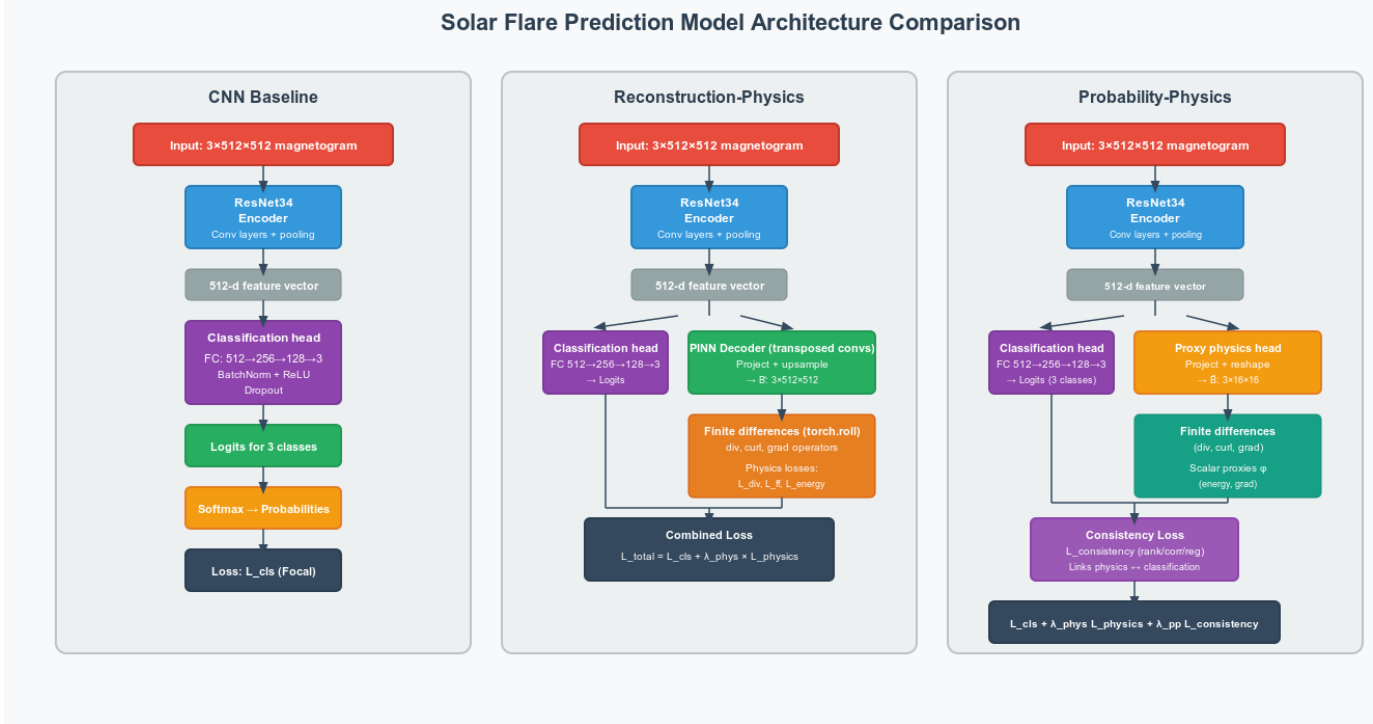 Solar Flare Prediction Model Architecture Comparison
CNN Baseline
Input: 3×512×512 magnetogram
ResNet34
Encoder
Conv layers + pooling
512-d feature vector
Classification head
FC: 512→256→128→3
BatchNorm + ReLU
Dropout
Logits for 3 classes
Softmax → Probabilities
Loss: L_cls (Focal)
Reconstruction-Physics
Input: 3×512×512 magnetogram
ResNet34
Encoder
Conv layers + pooling
512-d feature vector
Classification head
FC 512→256→128→3
→ Logits
PINN Decoder (transposed convs)
Project + upsample
→ B̂: 3×512×512
Finite differences (torch.roll)
div, curl, grad operators
Physics losses:
L_div, L_ff, L_energy
Combined Loss
L_total = L_cls + λ_phys × L_physics
Probability-Physics
Input: 3×512×512 magnetogram
ResNet34
Encoder
Conv layers + pooling
512-d feature vector
Classification head
FC 512→256→128→3
→ Logits (3 classes)
Proxy physics head
Project + reshape
→ B̂: 3×16×16
Finite differences
(div, curl, grad)
Scalar proxies φ
(energy, grad)
Consistency Loss
L_consistency (rank/corr/reg)
Links physics ↔ classification
L_cls + λ_phys L_physics + λ_pp L_consistency